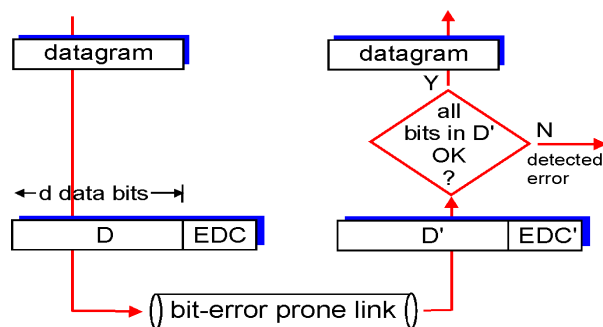 datagram
datagram
Y
all
bits in D'
OK
?
N
detected
error
d data bits
D
EDC
D'
EDC'
bit-error prone link